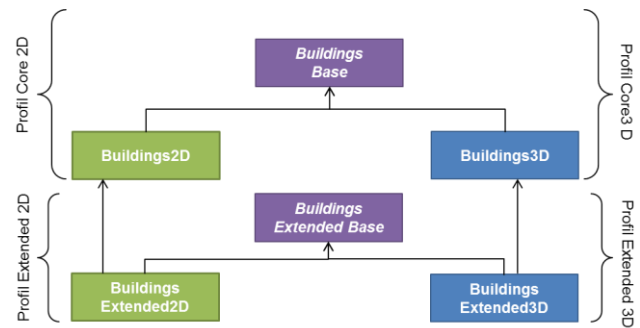 Profil Core 2D
Buildings
Base
Profil Core3 D
Buildings2D
Buildings3D
Profil Extended 2D
Buildings
Extended Base
Profil Extended 3D
Buildings
Extended2D
Buildings
Extended3D